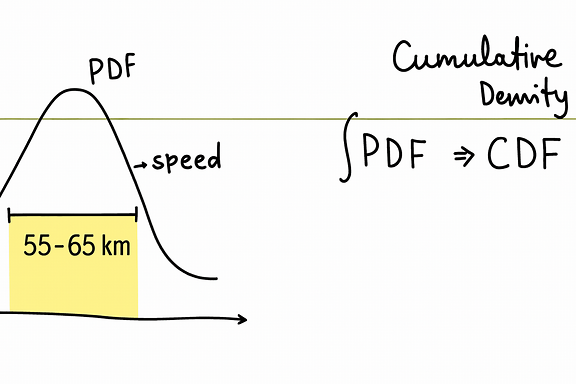 PDF
→ speed
55-65 km
Cumulative
Density
∫PDF ⇒ CDF